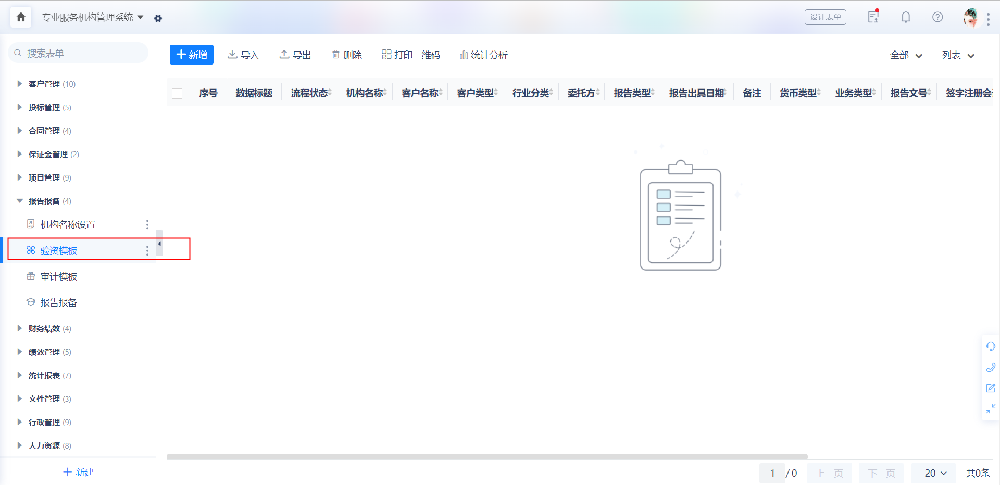 专业服务机构管理系统
设计表单
搜索表单
新增 导入 导出 删除 打印二维码 统计分析 全部 列表
序号 数据标题 流程状态 机构名称 客户名称 客户类型 行业分类 委托方 报告类型 报告出具日期 备注 货币类型 业务类型 报告文号 签字注册会
客户管理 (10)
投标管理 (5)
合同管理 (4)
保证金管理 (2)
项目管理 (9)
报告报备 (4)
机构名称设置
验资模板
审计模板
报告报备
财务绩效 (4)
绩效管理 (5)
统计报表 (7)
文件管理 (3)
行政管理 (9)
人力资源 (8)
新建
1 / 0 上一页 下一页 20 共0条